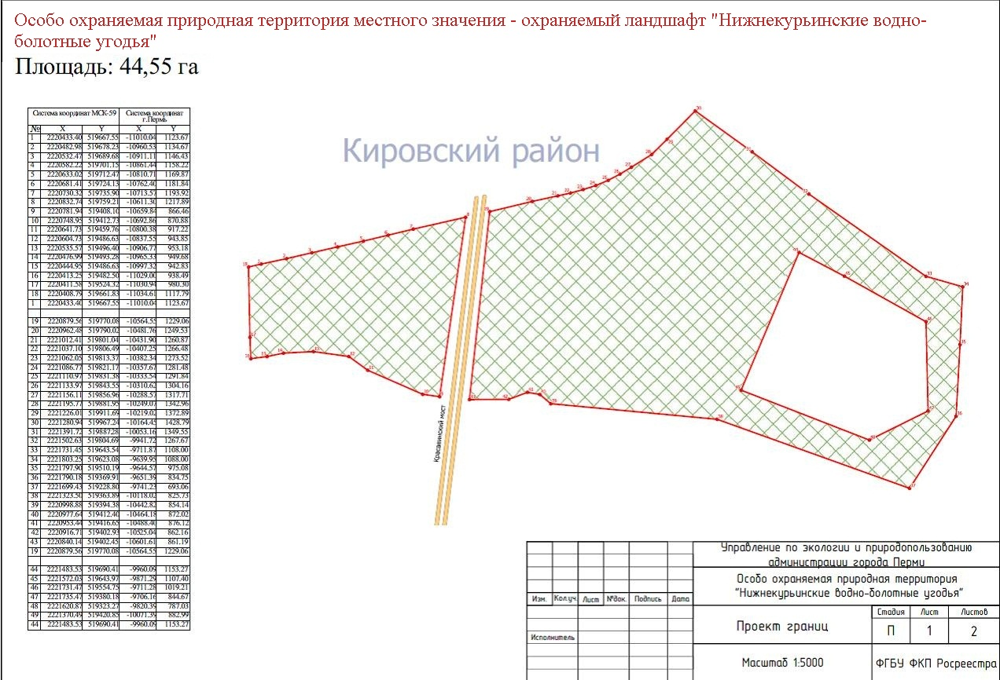 Особо охраняемая природная территория местного значения - охраняемый ландшафт "Нижнекурьинские водно-
болотные угодья"
Площадь: 44,55 га
Система координат МСК-59 Система координат г.Пермь
№ X Y X Y
1 2220433.40 519667.55 -11010.04 1123.67
2 2220482.98 519678.23 -10960.53 1134.67
3 2220532.47 519689.68 -10911.11 1146.43
4 2220582.22 519701.15 -10861.44 1158.22
5 2220633.02 519712.47 -10810.71 1169.87
6 2220681.41 519724.13 -10762.40 1181.84
7 2220730.32 519735.90 -10713.57 1193.92
8 2220832.74 519759.21 -10611.30 1217.89
9 2220781.94 519408.10 -10659.84 866.46
10 2220748.95 519412.73 -10692.86 870.88
11 2220641.73 519459.76 -10800.38 917.22
12 2220604.73 519486.63 -10837.55 943.85
13 2220535.57 519496.40 -10906.77 953.18
14 2220476.99 519493.28 -10965.33 949.68
15 2220444.95 519486.63 -10997.32 942.83
16 2220413.25 519482.50 -11029.00 938.49
17 2220411.58 519524.32 -11030.94 980.30
18 2220408.79 519661.83 -11034.61 1117.79
1 2220433.40 519667.55 -11010.04 1123.67
19 2220879.56 519770.08 -10564.55 1229.06
20 2220962.48 519790.02 -10481.76 1249.53
21 2221012.41 519801.04 -10431.90 1260.87
22 2221037.10 519806.49 -10407.25 1266.48
23 2221062.05 519813.37 -10382.34 1273.52
24 2221086.77 519821.17 -10357.67 1281.48
25 2221110.97 519831.38 -10333.54 1291.84
26 2221133.97 519843.55 -10310.62 1304.16
27 2221156.11 519856.96 -10288.57 1317.71
28 2221195.77 519881.95 -10249.07 1342.96
29 2221226.01 519911.69 -10219.02 1372.89
30 2221280.94 519967.24 -10164.45 1428.79
31 2221391.72 519887.28 -10053.16 1349.55
32 2221502.63 519804.69 -9941.72 1267.67
33 2221731.45 519643.54 -9711.87 1108.00
34 2221803.25 519623.08 -9639.95 1088.00
35 2221797.90 519510.19 -9644.57 975.08
36 2221790.18 519369.91 -9651.39 834.75
37 2221699.43 519228.80 -9741.23 693.06
38 2221323.50 519363.89 -10118.02 825.73
39 2220998.88 519394.38 -10442.82 854.14
40 2220977.64 519412.40 -10464.18 872.02
41 2220953.44 519416.65 -10488.40 876.12
42 2220916.71 519402.93 -10525.04 862.16
43 2220840.14 519402.45 -10601.61 861.19
19 2220879.56 519770.08 -10564.55 1229.06
44 2221483.53 519690.41 -9960.09 1153.27
45 2221572.03 519643.97 -9871.29 1107.40
46 2221731.47 519554.75 -9711.28 1019.21
47 2221735.47 519380.18 -9706.16 844.67
48 2221620.87 519323.27 -9820.39 787.03
49 2221370.49 519420.85 -10071.39 882.99
44 2221483.53 519690.41 -9960.09 1153.27
Кировский район
Красавинский мост
Управление по экологии и природопользованию
администрации города Перми
Особо охраняемая природная территория
"Нижнекурьинские водно-болотные угодья"
Изм. Кол.уч. Лист №док. Подпись Дата
Исполнитель
Проект границ
Стадия Лист Листов
П 1 2
Масштаб 1:5000
ФГБУ ФКП Росреестра